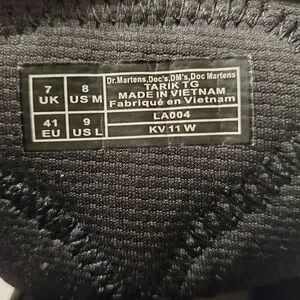 7 UK
8 US M
41 EU
9 US L
Dr.Martens,Doc's,DM's,Doc Martens
TARIK TG
MADE IN VIETNAM
Fabriqué en Vietnam
LA004
KV 11 W